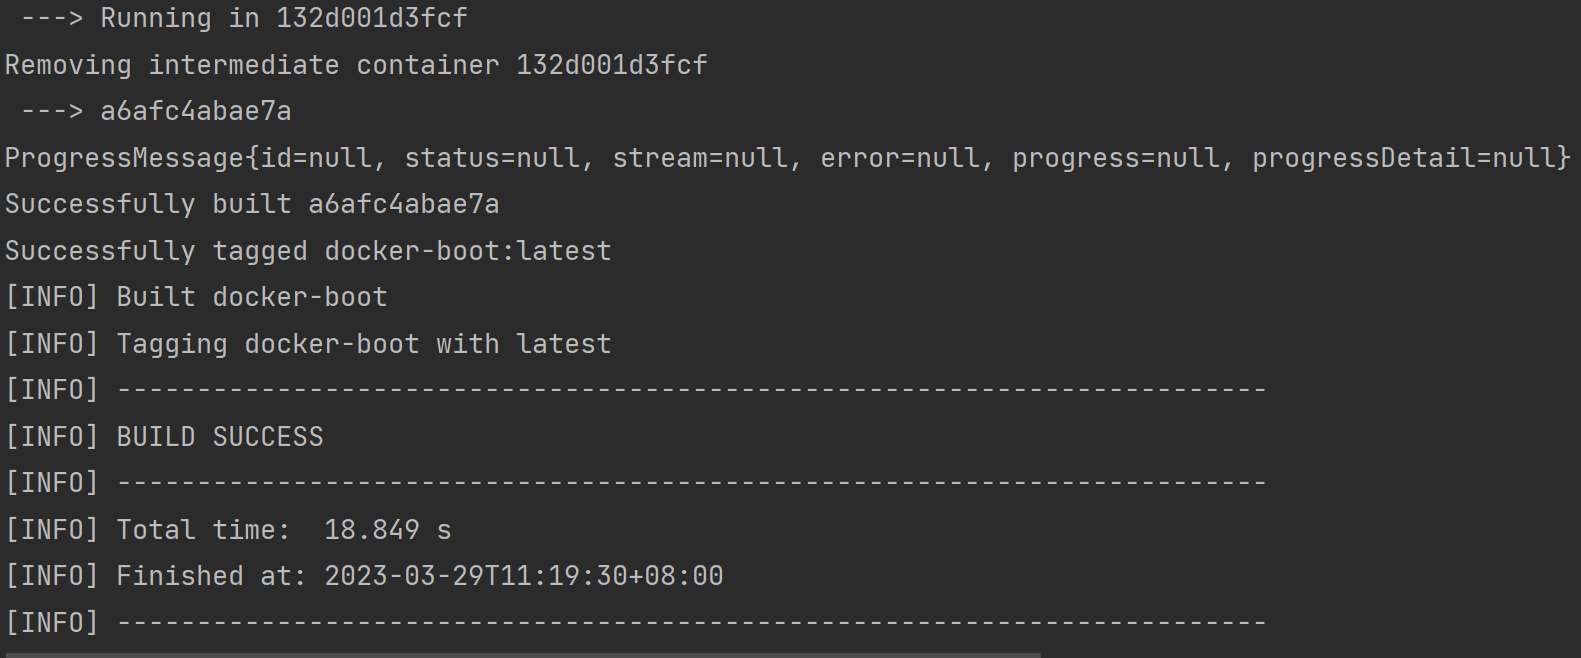 ---> Running in 132d001d3fcf
Removing intermediate container 132d001d3fcf
---> a6afc4abae7a
ProgressMessage{id=null, status=null, stream=null, error=null, progress=null, progressDetail=null}
Successfully built a6afc4abae7a
Successfully tagged docker-boot:latest
[INFO] Built docker-boot
[INFO] Tagging docker-boot with latest
[INFO] ------------------------------------------------------------------------
[INFO] BUILD SUCCESS
[INFO] ------------------------------------------------------------------------
[INFO] Total time:  18.849 s
[INFO] Finished at: 2023-03-29T11:19:30+08:00
[INFO] ------------------------------------------------------------------------